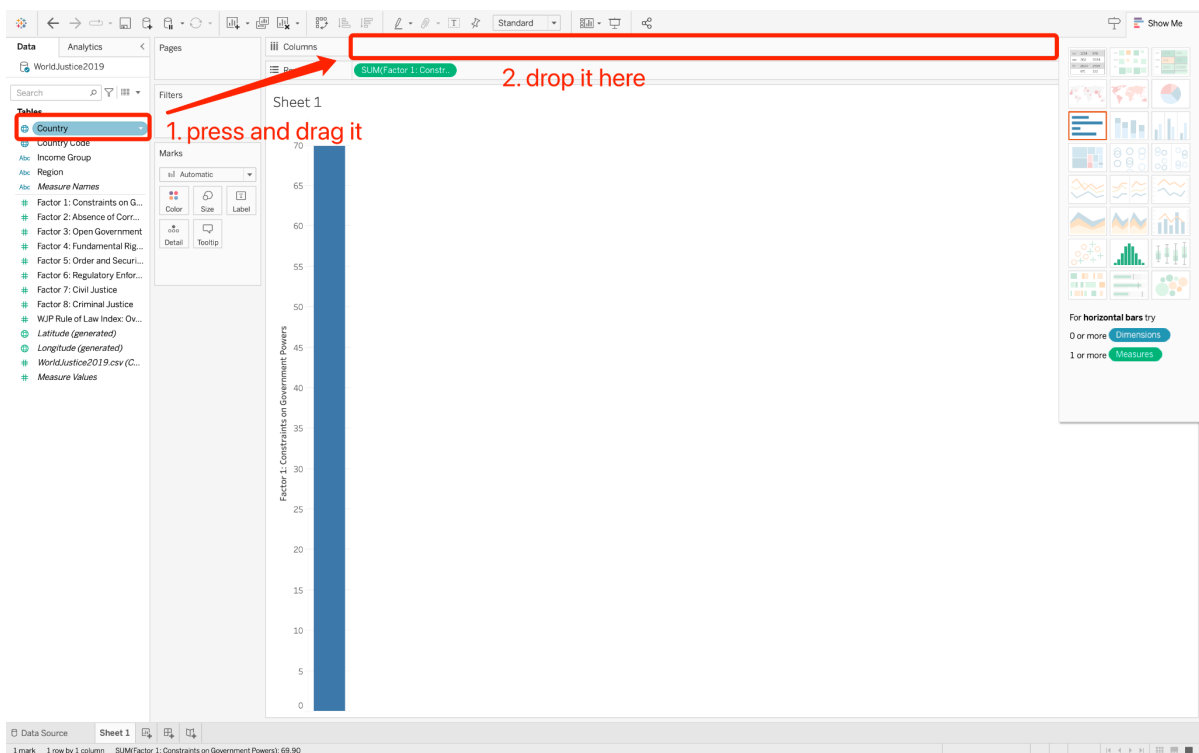 Standard
Show Me
Data
Analytics
Pages
iii Columns
WorldJustice2019
SUM(Factor 1: Constr..
2. drop it here
Search
Filters
Sheet 1
Tables
Country
1. press and drag it
Country Code
Abc Income Group
Marks
Abc Region
Automatic
Abc Measure Names
# Factor 1: Constraints on G...
Color
Size
Label
# Factor 2: Absence of Corr...
# Factor 3: Open Government
# Factor 4: Fundamental Rig...
Detail
Tooltip
# Factor 5: Order and Securi...
# Factor 6: Regulatory Enfor...
# Factor 7: Civil Justice
# Factor 8: Criminal Justice
# WJP Rule of Law Index: Ov...
Latitude (generated)
Longitude (generated)
# WorldJustice2019.csv (C...
# Measure Values
Factor 1: Constraints on Government Powers
70
65
60
55
50
45
40
35
30
25
20
15
10
5
0
For horizontal bars try
0 or more Dimensions
1 or more Measures
Data Source
Sheet 1
1 mark 1 row by 1 column SUM(Factor 1: Constraints on Government Powers): 69.90